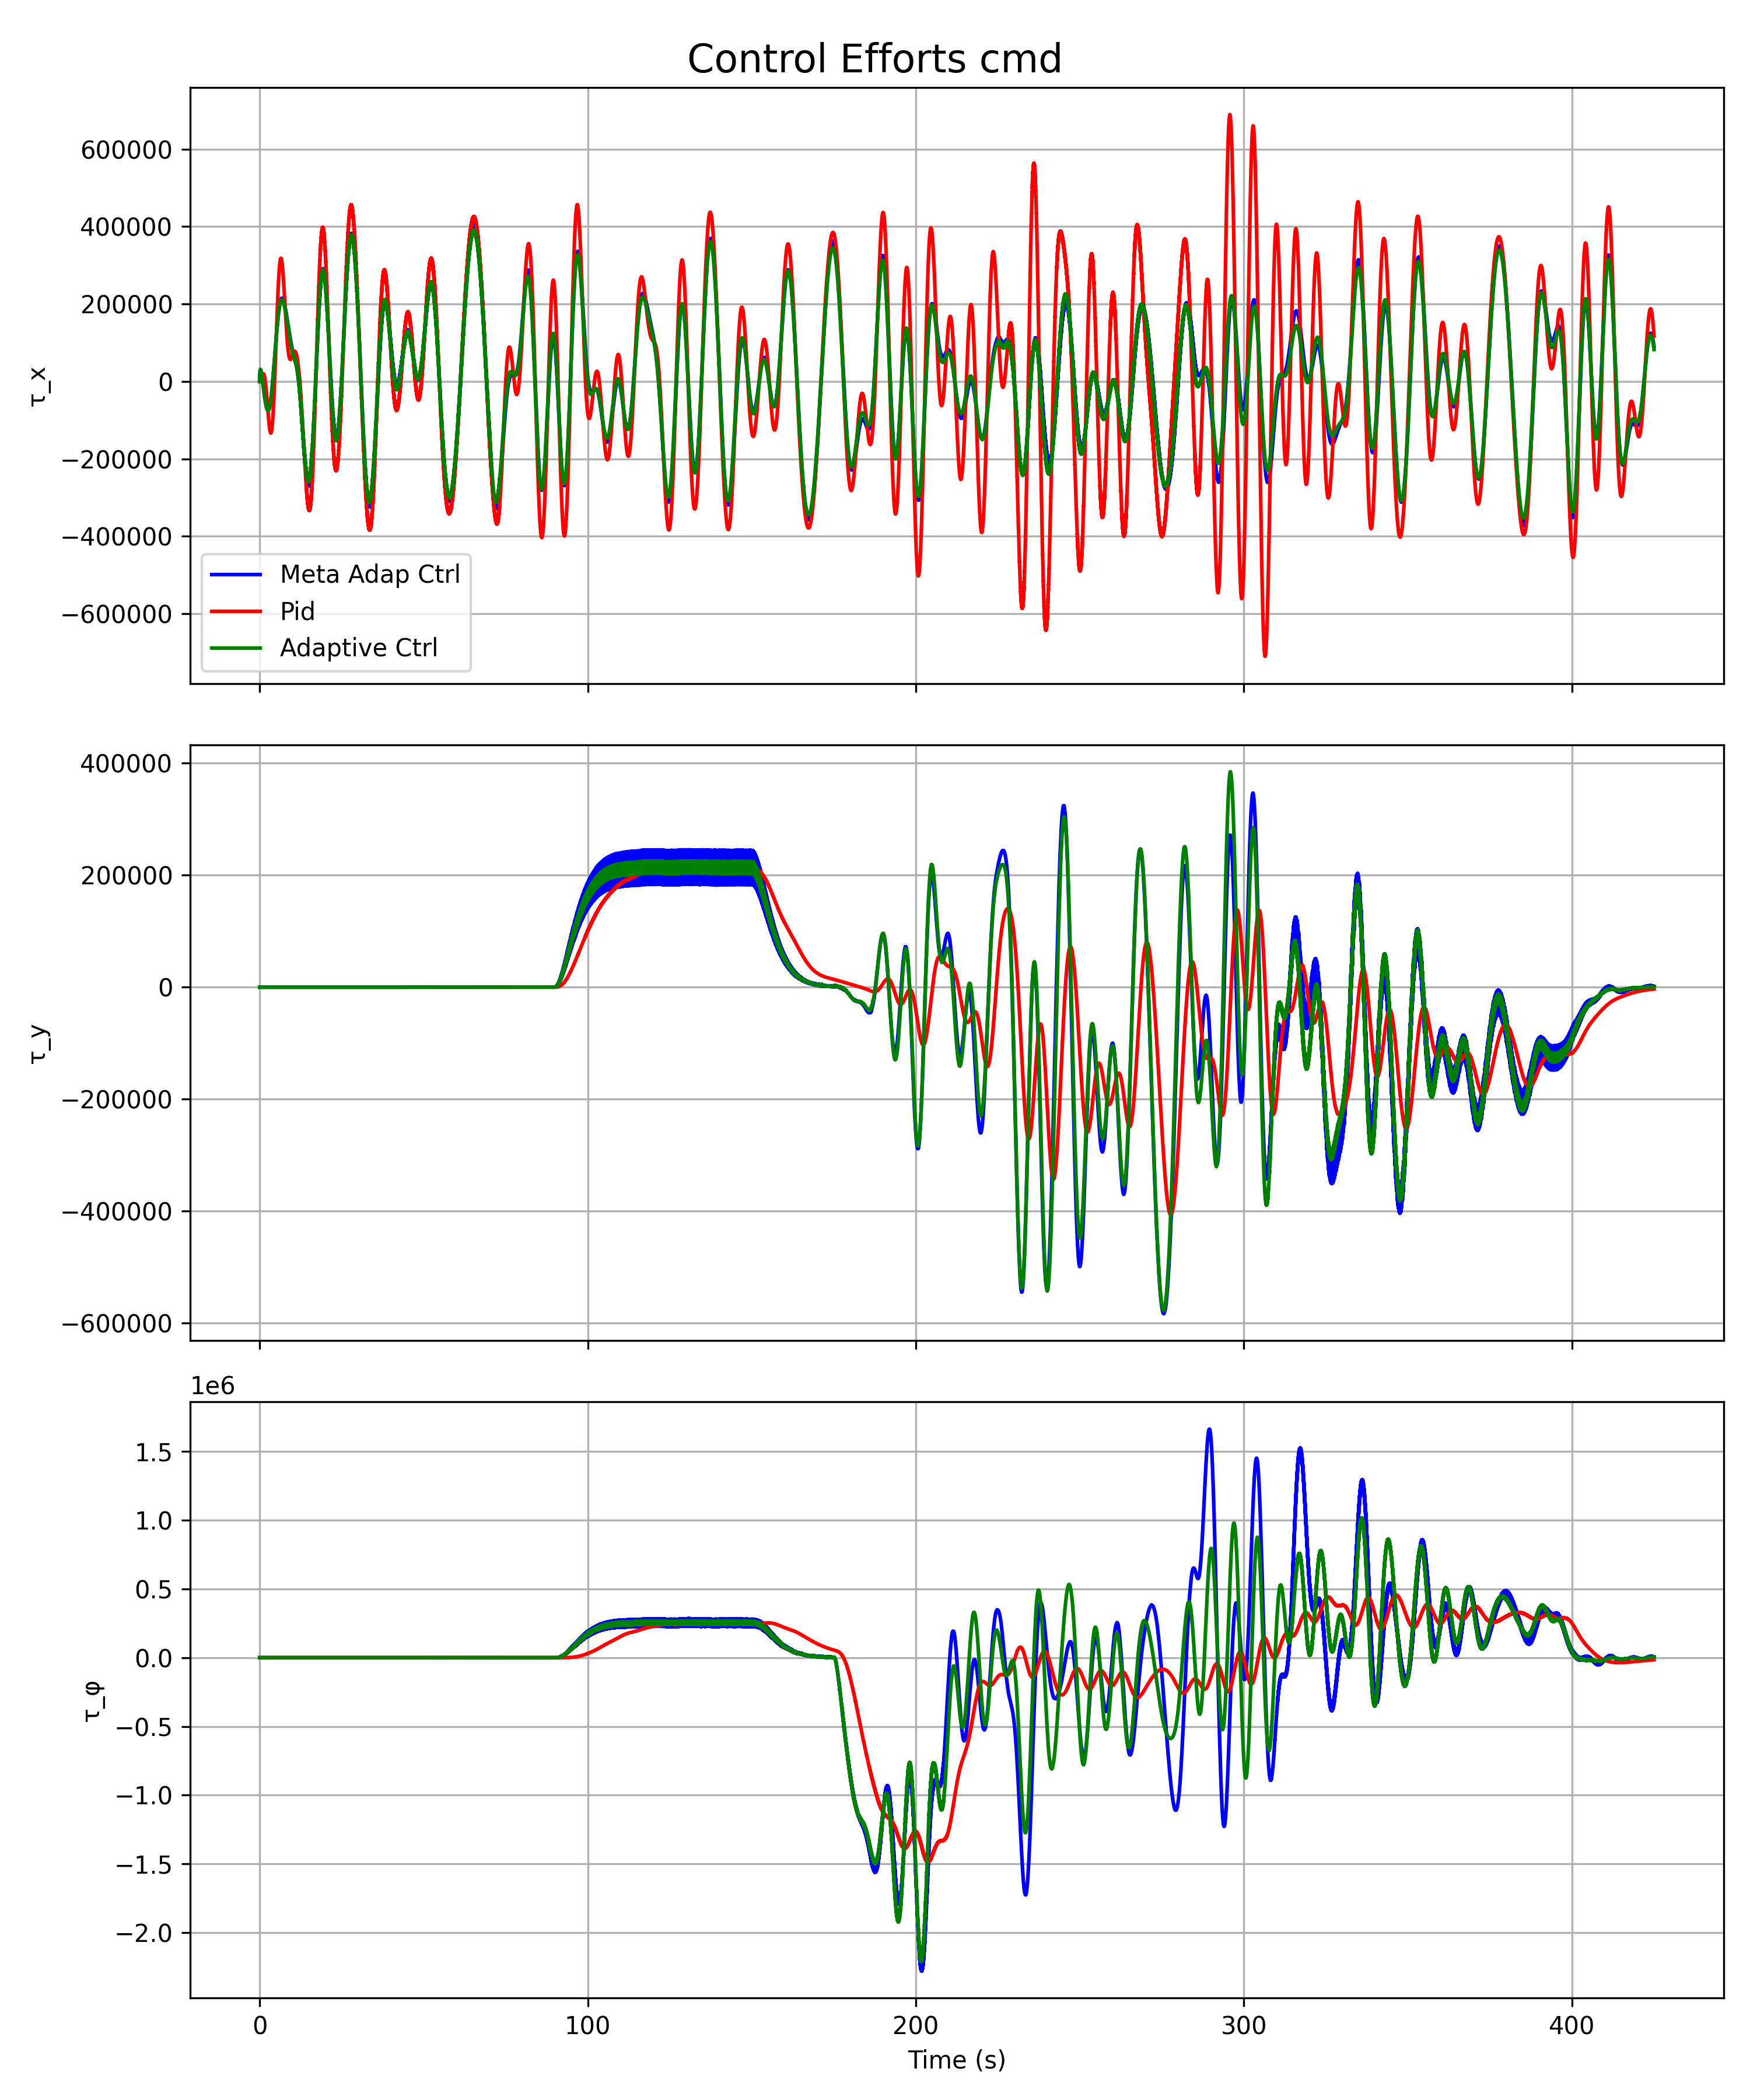 Control Efforts cmd
600000
400000
200000
0
−200000
−400000
−600000
τ_x
Meta Adap Ctrl
Pid
Adaptive Ctrl
400000
200000
0
−200000
−400000
−600000
τ_y
1e6
1.5
1.0
0.5
0.0
−0.5
−1.0
−1.5
−2.0
τ_φ
0 100 200 300 400
Time (s)